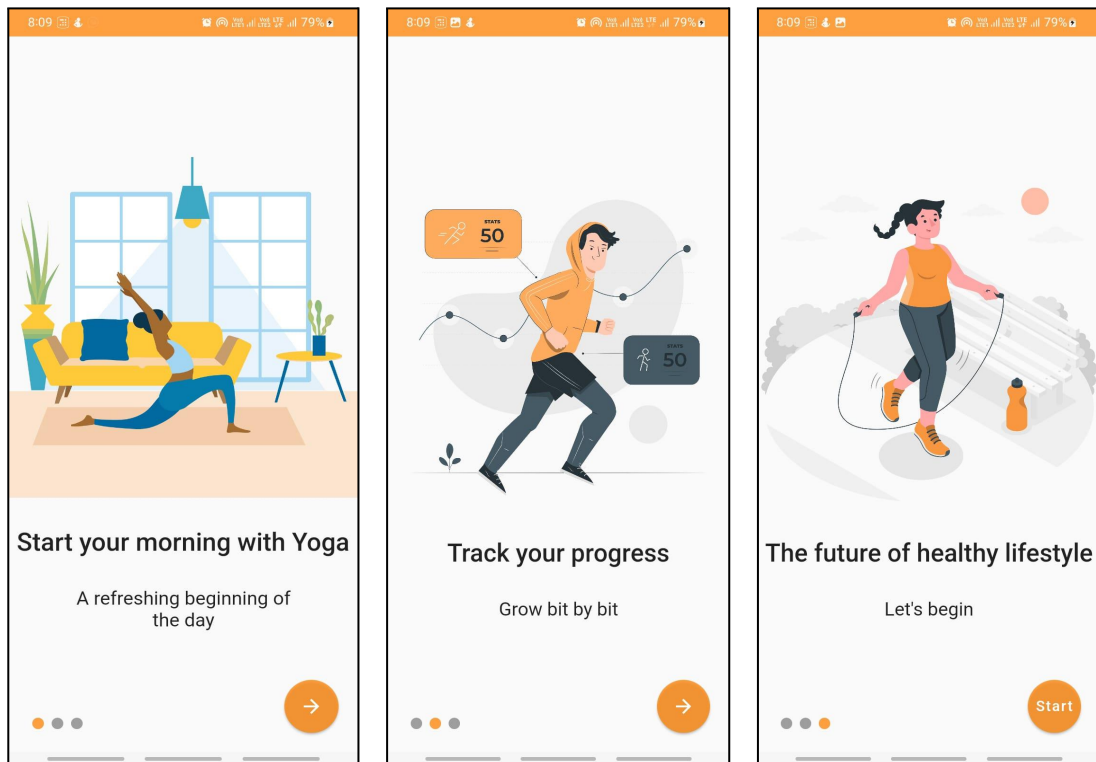 8:09
79%
Start your morning with Yoga
A refreshing beginning of
the day
8:09
79%
STATS
50
STATS
50
Track your progress
Grow bit by bit
8:09
79%
The future of healthy lifestyle
Let's begin
Start